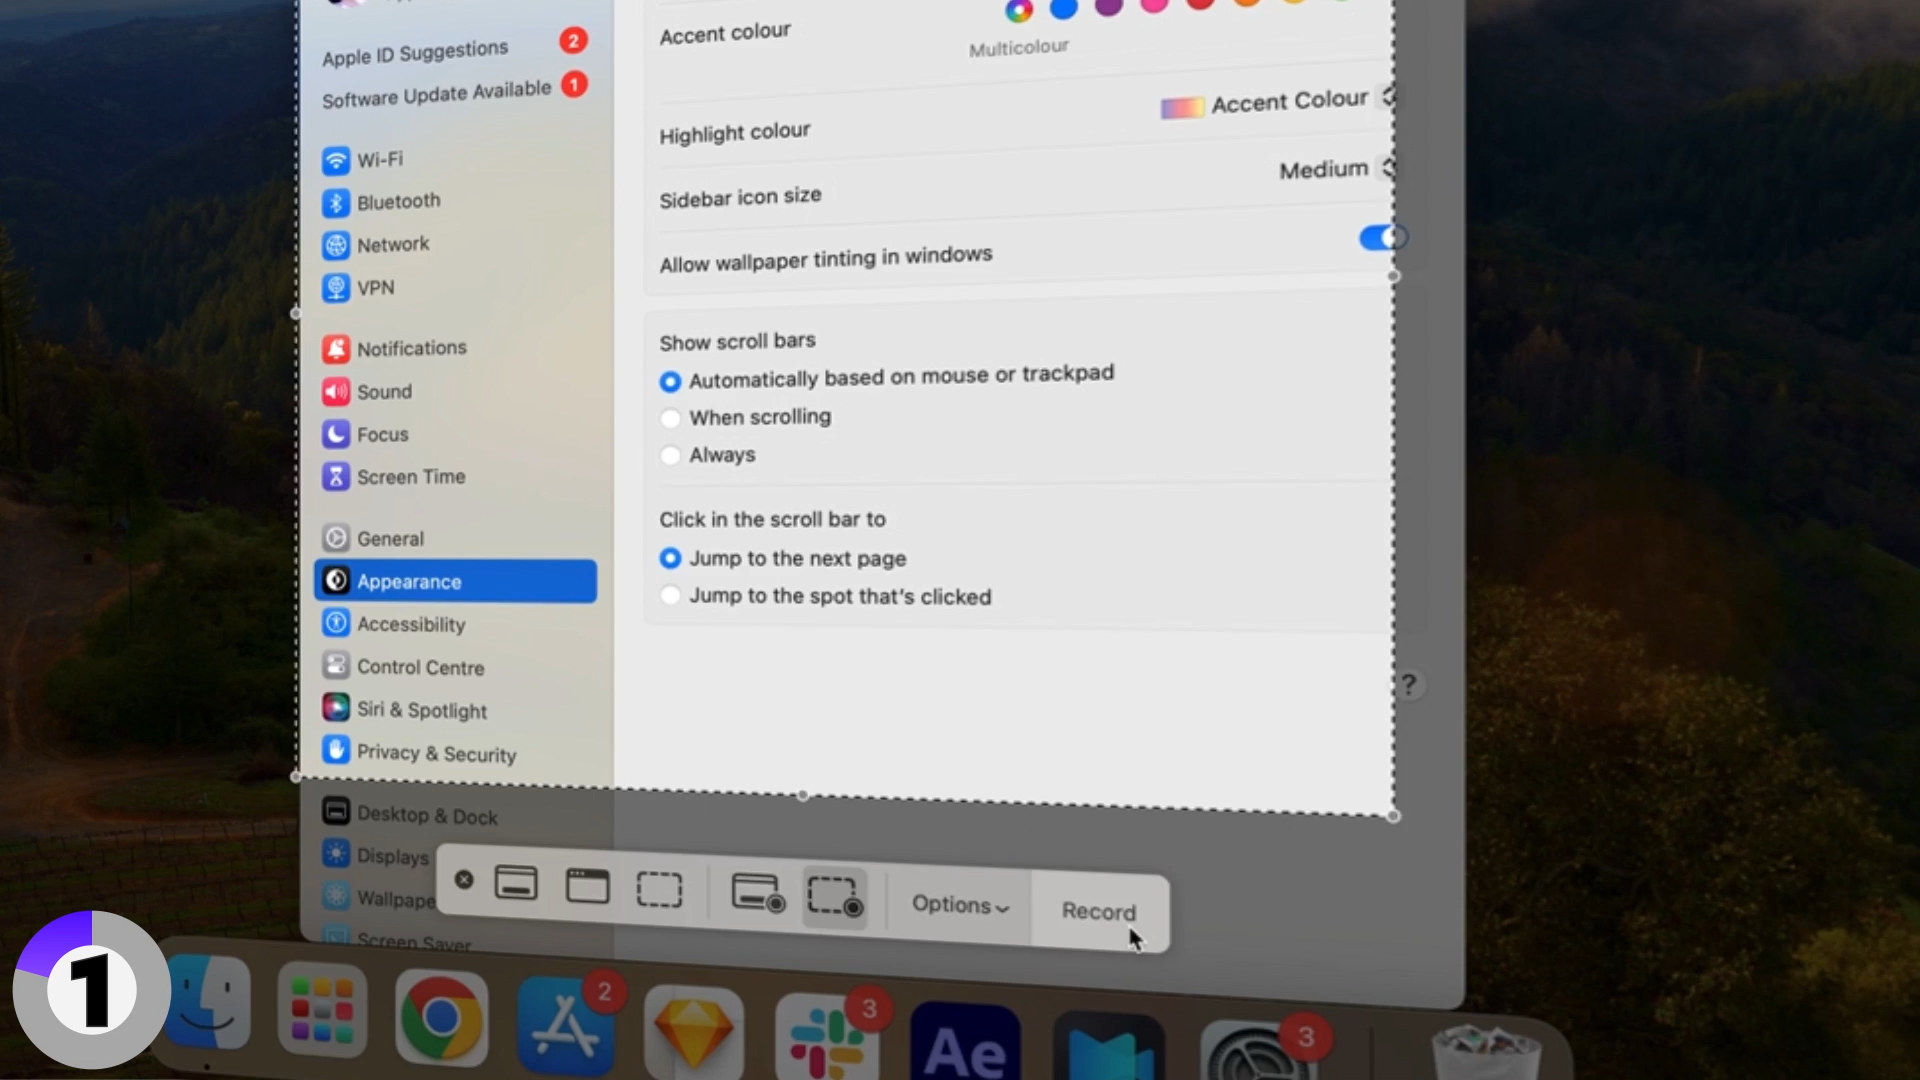 Apple ID Suggestions 2
Software Update Available 1
Wi-Fi
Bluetooth
Network
VPN
Notifications
Sound
Focus
Screen Time
General
Appearance
Accessibility
Control Centre
Siri & Spotlight
Privacy & Security
Desktop & Dock
Displays
Wallpape
Screen Saver
Accent colour
Multicolour
Highlight colour
Accent Colour
Sidebar icon size
Medium
Allow wallpaper tinting in windows
Show scroll bars
Automatically based on mouse or trackpad
When scrolling
Always
Click in the scroll bar to
Jump to the next page
Jump to the spot that's clicked
?
Options
Record
1
2
3
Ae
3